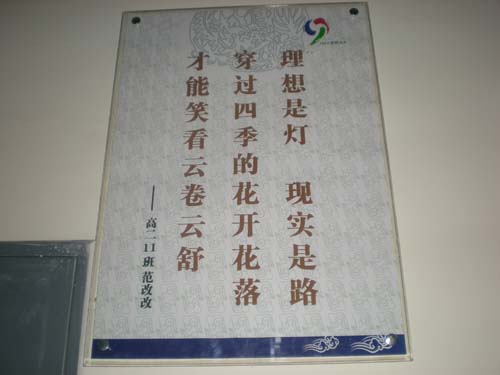 理想是灯 现实是路
穿过四季的花开花落
才能笑看云卷云舒
——高二11班 范改改